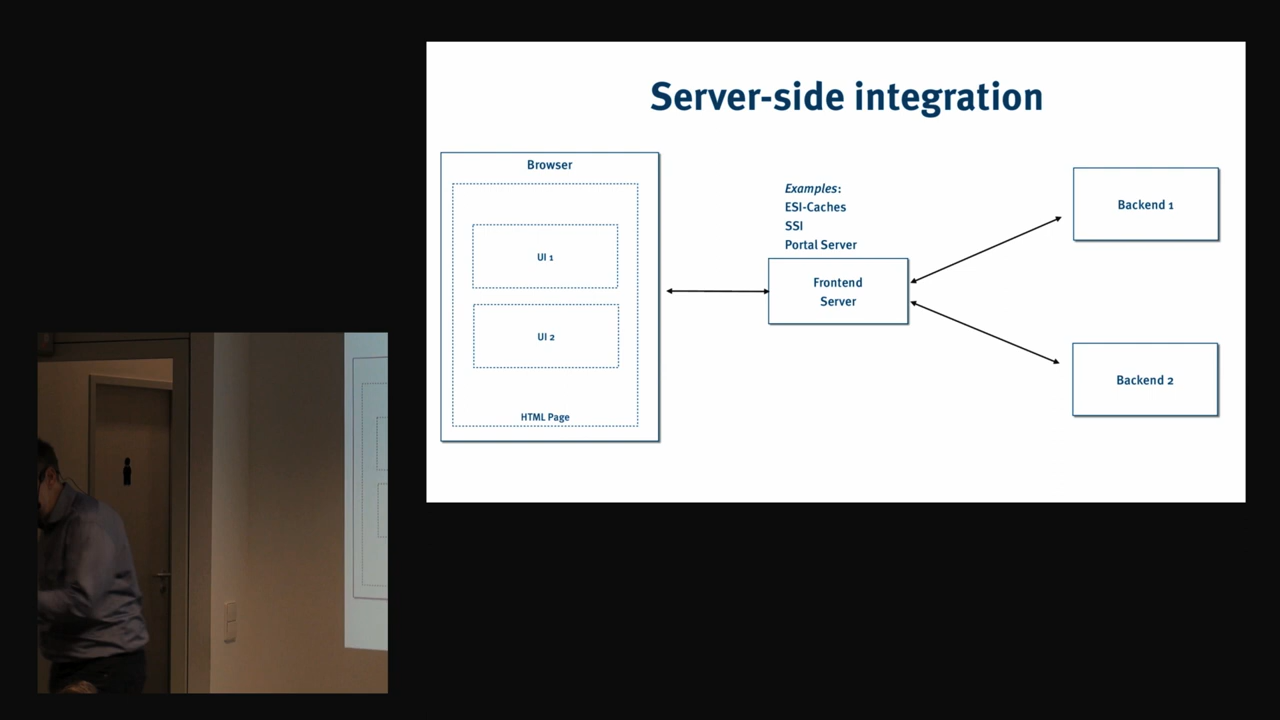 Server-side integration
Browser
UI 1
UI 2
HTML Page
Examples:
ESI-Caches
SSI
Portal Server
Frontend
Server
Backend 1
Backend 2